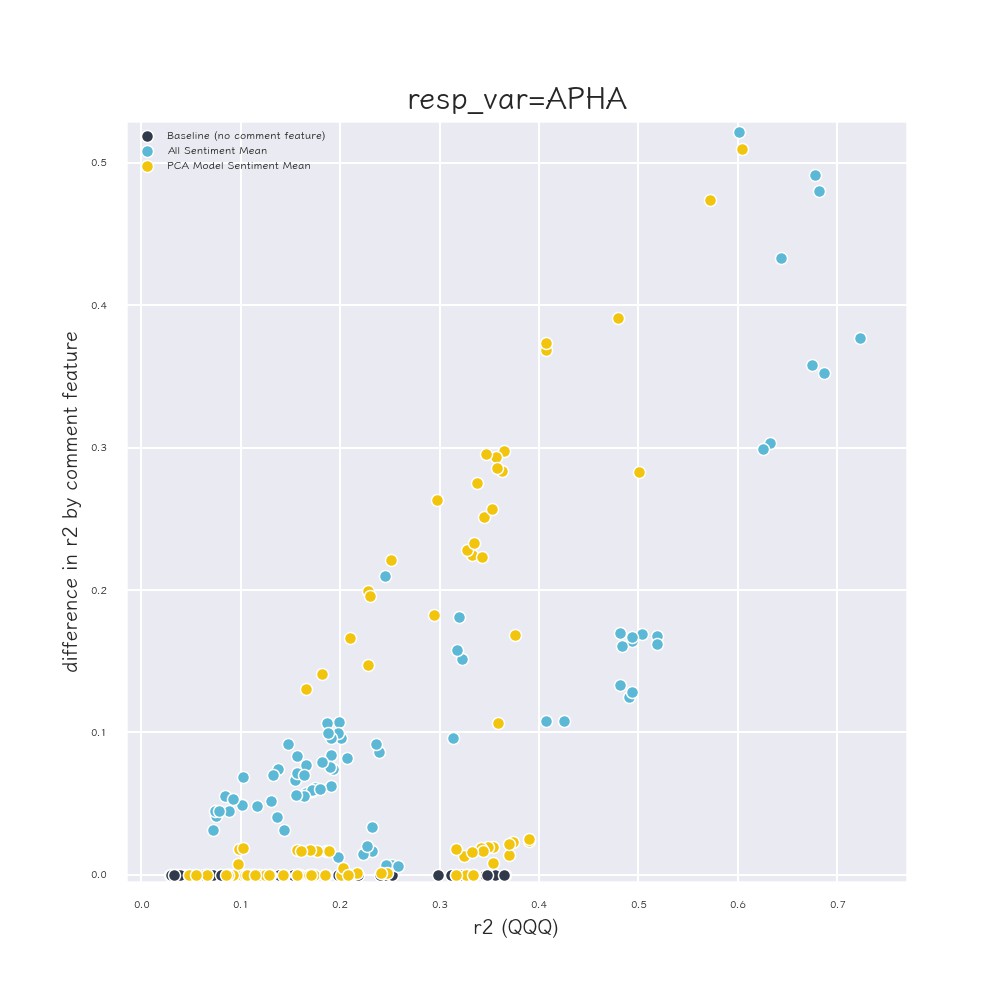 resp_var=APHA
Baseline (no comment feature)
All Sentiment Mean
PCA Model Sentiment Mean
difference in r2 by comment feature
0.5
0.4
0.3
0.2
0.1
0.0
0.0 0.1 0.2 0.3 0.4 0.5 0.6 0.7
r2 (QQQ)